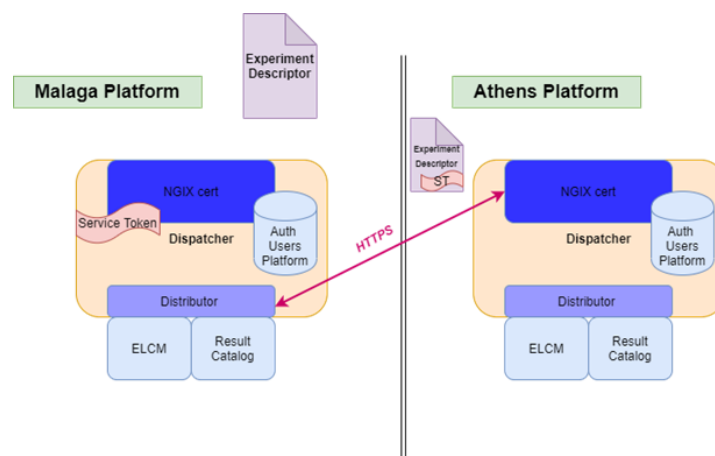 Experiment
Descriptor
Malaga Platform
Athens Platform
Experiment
Descriptor
ST
NGIX cert
Service Token
Auth
Users
Platform
Dispatcher
HTTPS
Distributor
ELCM
Result
Catalog
NGIX cert
Auth
Users
Platform
Dispatcher
Distributor
ELCM
Result
Catalog